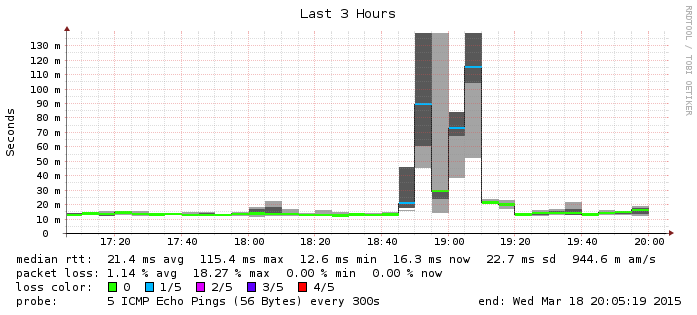 Last 3 Hours
RRDTOOL / TOBI OETIKER
Seconds
130 m
120 m
110 m
100 m
90 m
80 m
70 m
60 m
50 m
40 m
30 m
20 m
10 m
0
17:20 17:40 18:00 18:20 18:40 19:00 19:20 19:40 20:00
median rtt: 21.4 ms avg 115.4 ms max 12.6 ms min 16.3 ms now 22.7 ms sd 944.6 m am/s
packet loss: 1.14 % avg 18.27 % max 0.00 % min 0.00 % now
loss color: 0 1/5 2/5 3/5 4/5
probe: 5 ICMP Echo Pings (56 Bytes) every 300s end: Wed Mar 18 20:05:19 2015